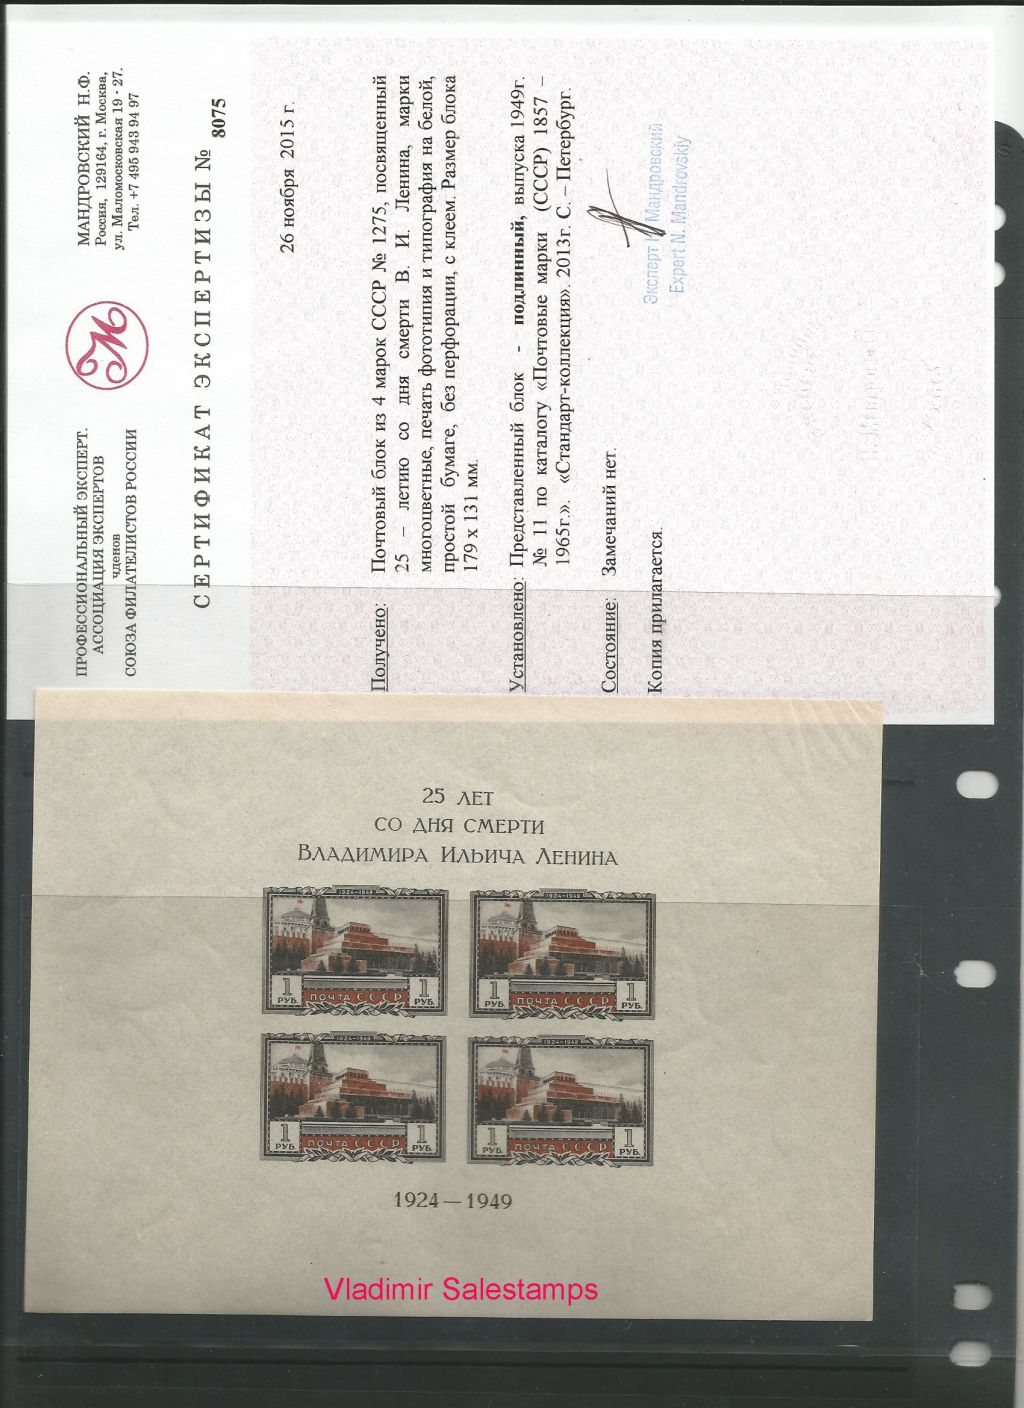 ПРОФЕССИОНАЛЬНЫЙ ЭКСПЕРТ.
АССОЦИАЦИЯ ЭКСПЕРТОВ
членов
СОЮЗА ФИЛАТЕЛИСТОВ РОССИИ
МАНДРОВСКИЙ Н.Ф.
Россия, 129164, г. Москва,
ул. Маломосковская 19 - 27.
Тел. +7 495 943 94 97
СЕРТИФИКАТ ЭКСПЕРТИЗЫ № 8075
26 ноября 2015 г.
Получено: Почтовый блок из 4 марок СССР № 1275, посвященный
25 – летию со дня смерти В. И. Ленина, марки
многоцветные, печать фототипия и типография на белой,
простой бумаге, без перфорации, с клеем. Размер блока
179 х 131 мм.
Установлено: Представленный блок - подлинный, выпуска 1949г.
№ 11 по каталогу «Почтовые марки (СССР) 1857 –
1965г.». «Стандарт-коллекция». 2013г. С. – Петербург.
Состояние: Замечаний нет.
Копия прилагается.
Эксперт Н. Мандровский
Expert N. Mandrovskiy
25 ЛЕТ
СО ДНЯ СМЕРТИ
ВЛАДИМИРА ИЛЬИЧА ЛЕНИНА
1924-1949
1 РУБ. ПОЧТА СССР 1 РУБ.
1924-1949
1 РУБ. ПОЧТА СССР 1 РУБ.
1924-1949
1 РУБ. ПОЧТА СССР 1 РУБ.
1924-1949
1 РУБ. ПОЧТА СССР 1 РУБ.
1924—1949
Vladimir Salestamps